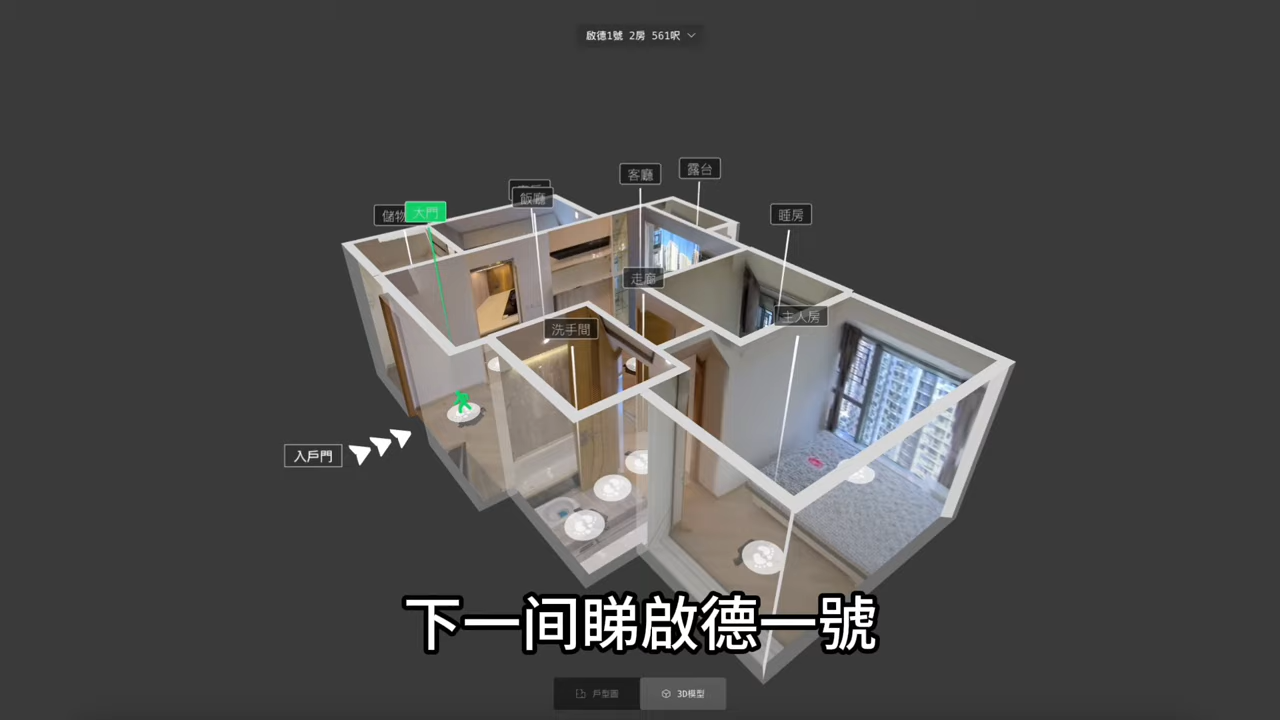 啟德1號 2房 561呎
露台
客廳
飯廳
儲物
大門
睡房
走廊
主人房
洗手間
入戶門
下一间睇啟德一號
戶型圖
3D模型